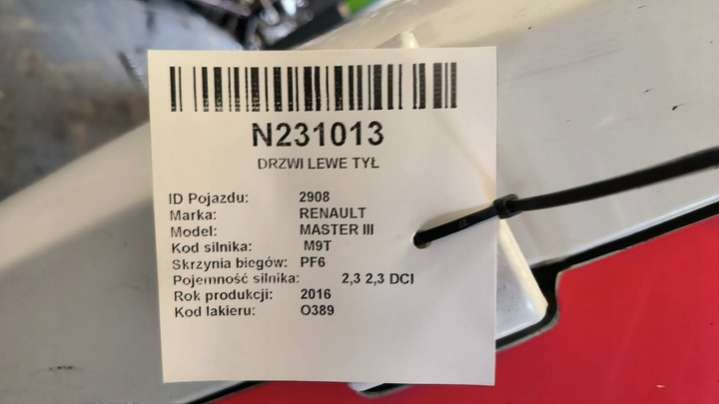 N231013
DRZWI LEWE TYŁ
ID Pojazdu: 2908
Marka: RENAULT
Model: MASTER III
Kod silnika: M9T
Skrzynia biegów: PF6
Pojemność silnika: 2,3 2,3 DCI
Rok produkcji: 2016
Kod lakieru: O389